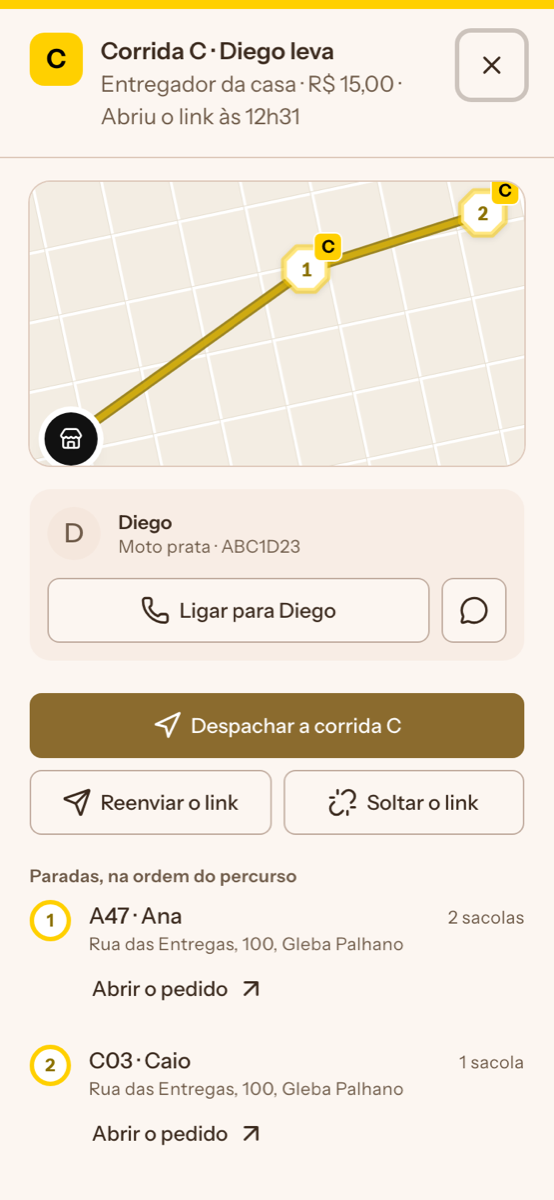 C
Corrida C · Diego leva
Entregador da casa · R$ 15,00 ·
Abriu o link às 12h31
C
2
C
1
D
Diego
Moto prata · ABC1D23
Ligar para Diego
Despachar a corrida C
Reenviar o link
Soltar o link
Paradas, na ordem do percurso
1
A47 · Ana
2 sacolas
Rua das Entregas, 100, Gleba Palhano
Abrir o pedido
2
C03 · Caio
1 sacola
Rua das Entregas, 100, Gleba Palhano
Abrir o pedido